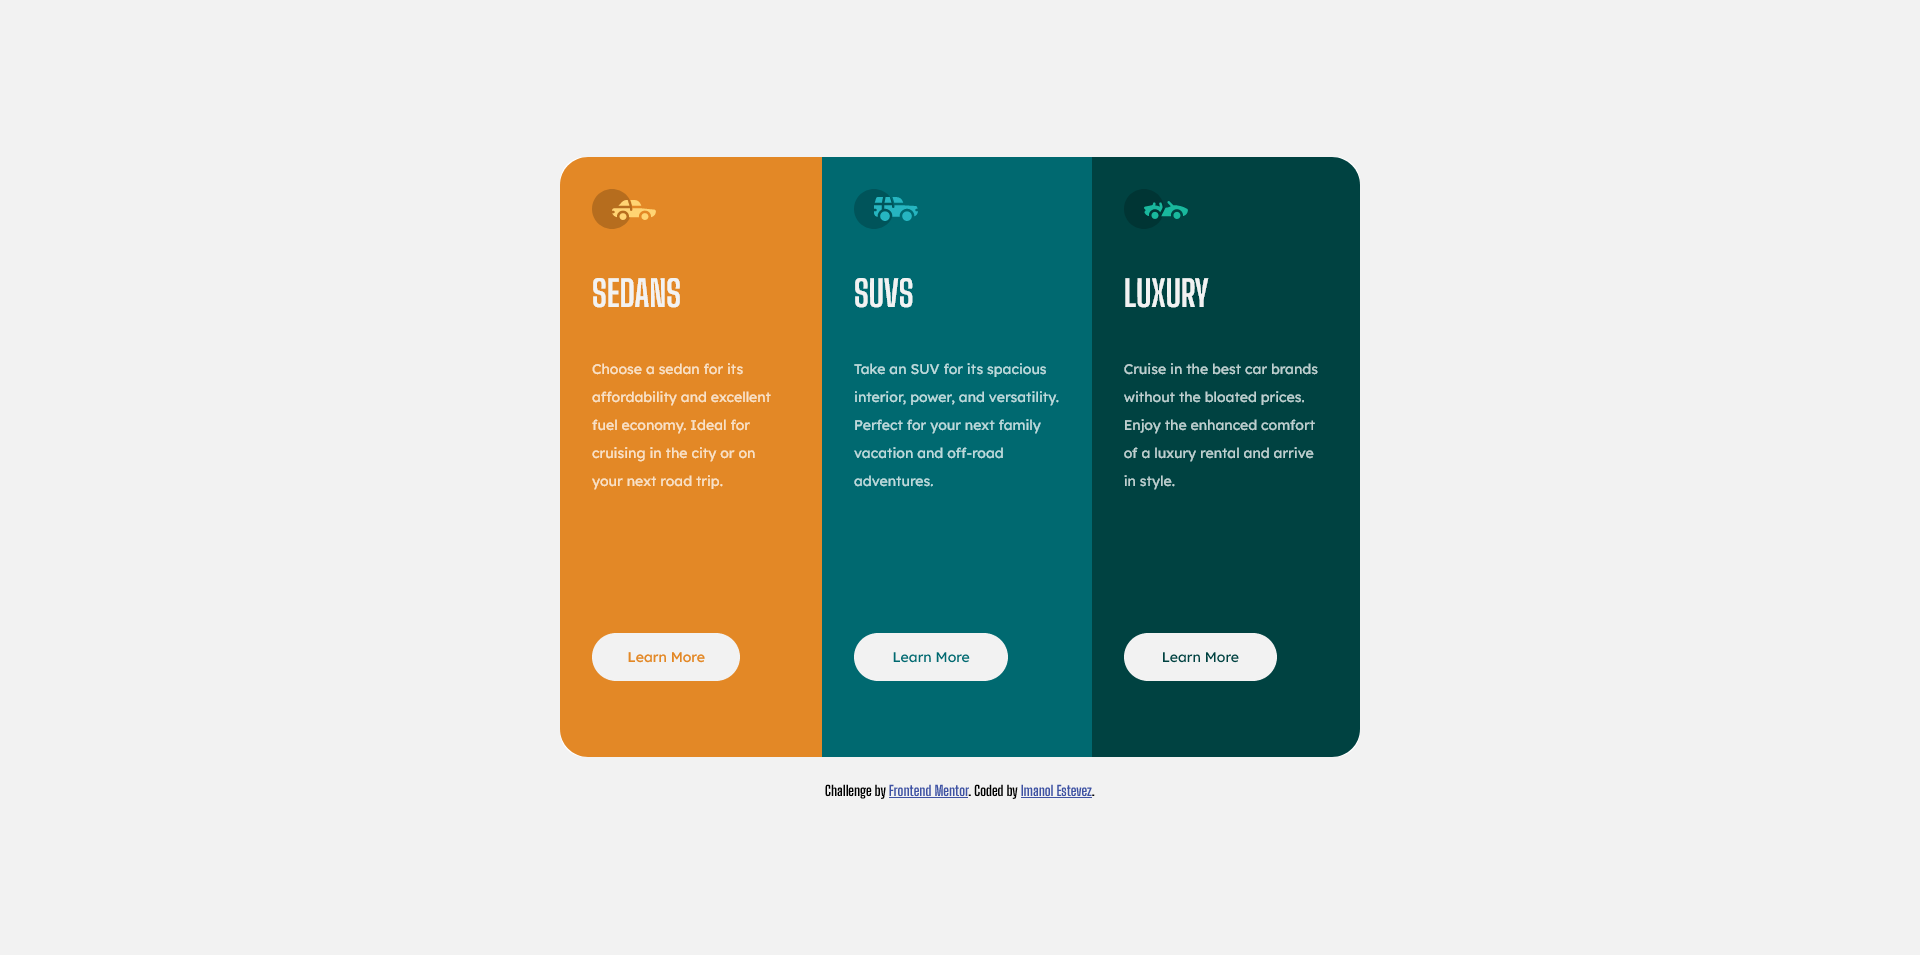 SEDANS
Choose a sedan for its
affordability and excellent
fuel economy. Ideal for
cruising in the city or on
your next road trip.
Learn More
SUVS
Take an SUV for its spacious
interior, power, and versatility.
Perfect for your next family
vacation and off-road
adventures.
Learn More
LUXURY
Cruise in the best car brands
without the bloated prices.
Enjoy the enhanced comfort
of a luxury rental and arrive
in style.
Learn More
Challenge by Frontend Mentor. Coded by Imanol Estevez.